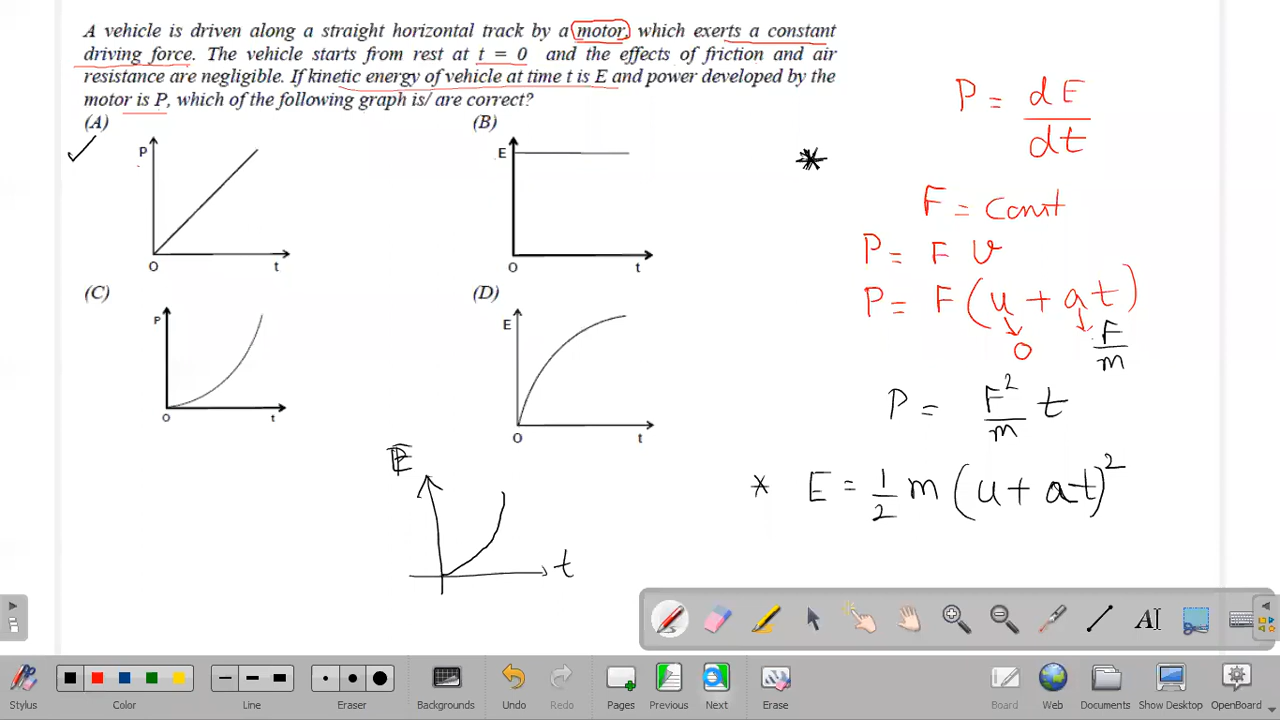 A vehicle is driven along a straight horizontal track by a motor, which exerts a constant
driving force. The vehicle starts from rest at t = 0 and the effects of friction and air
resistance are negligible. If kinetic energy of vehicle at time t is E and power developed by the
motor is P, which of the following graph is/ are correct?
(A)
P
O
t
(B)
E
O
t
(C)
P
O
t
(D)
E
O
t
E
t
P = dE/dt
F = const
P = F v
P = F(u + at)
0
F/m
P = F²/m t
* E = 1/2 m (u + at)²
Stylus
Color
Line
Eraser
Backgrounds
Undo
Redo
Pages
Previous
Next
Erase
Board
Web
Documents
Show Desktop
OpenBoard